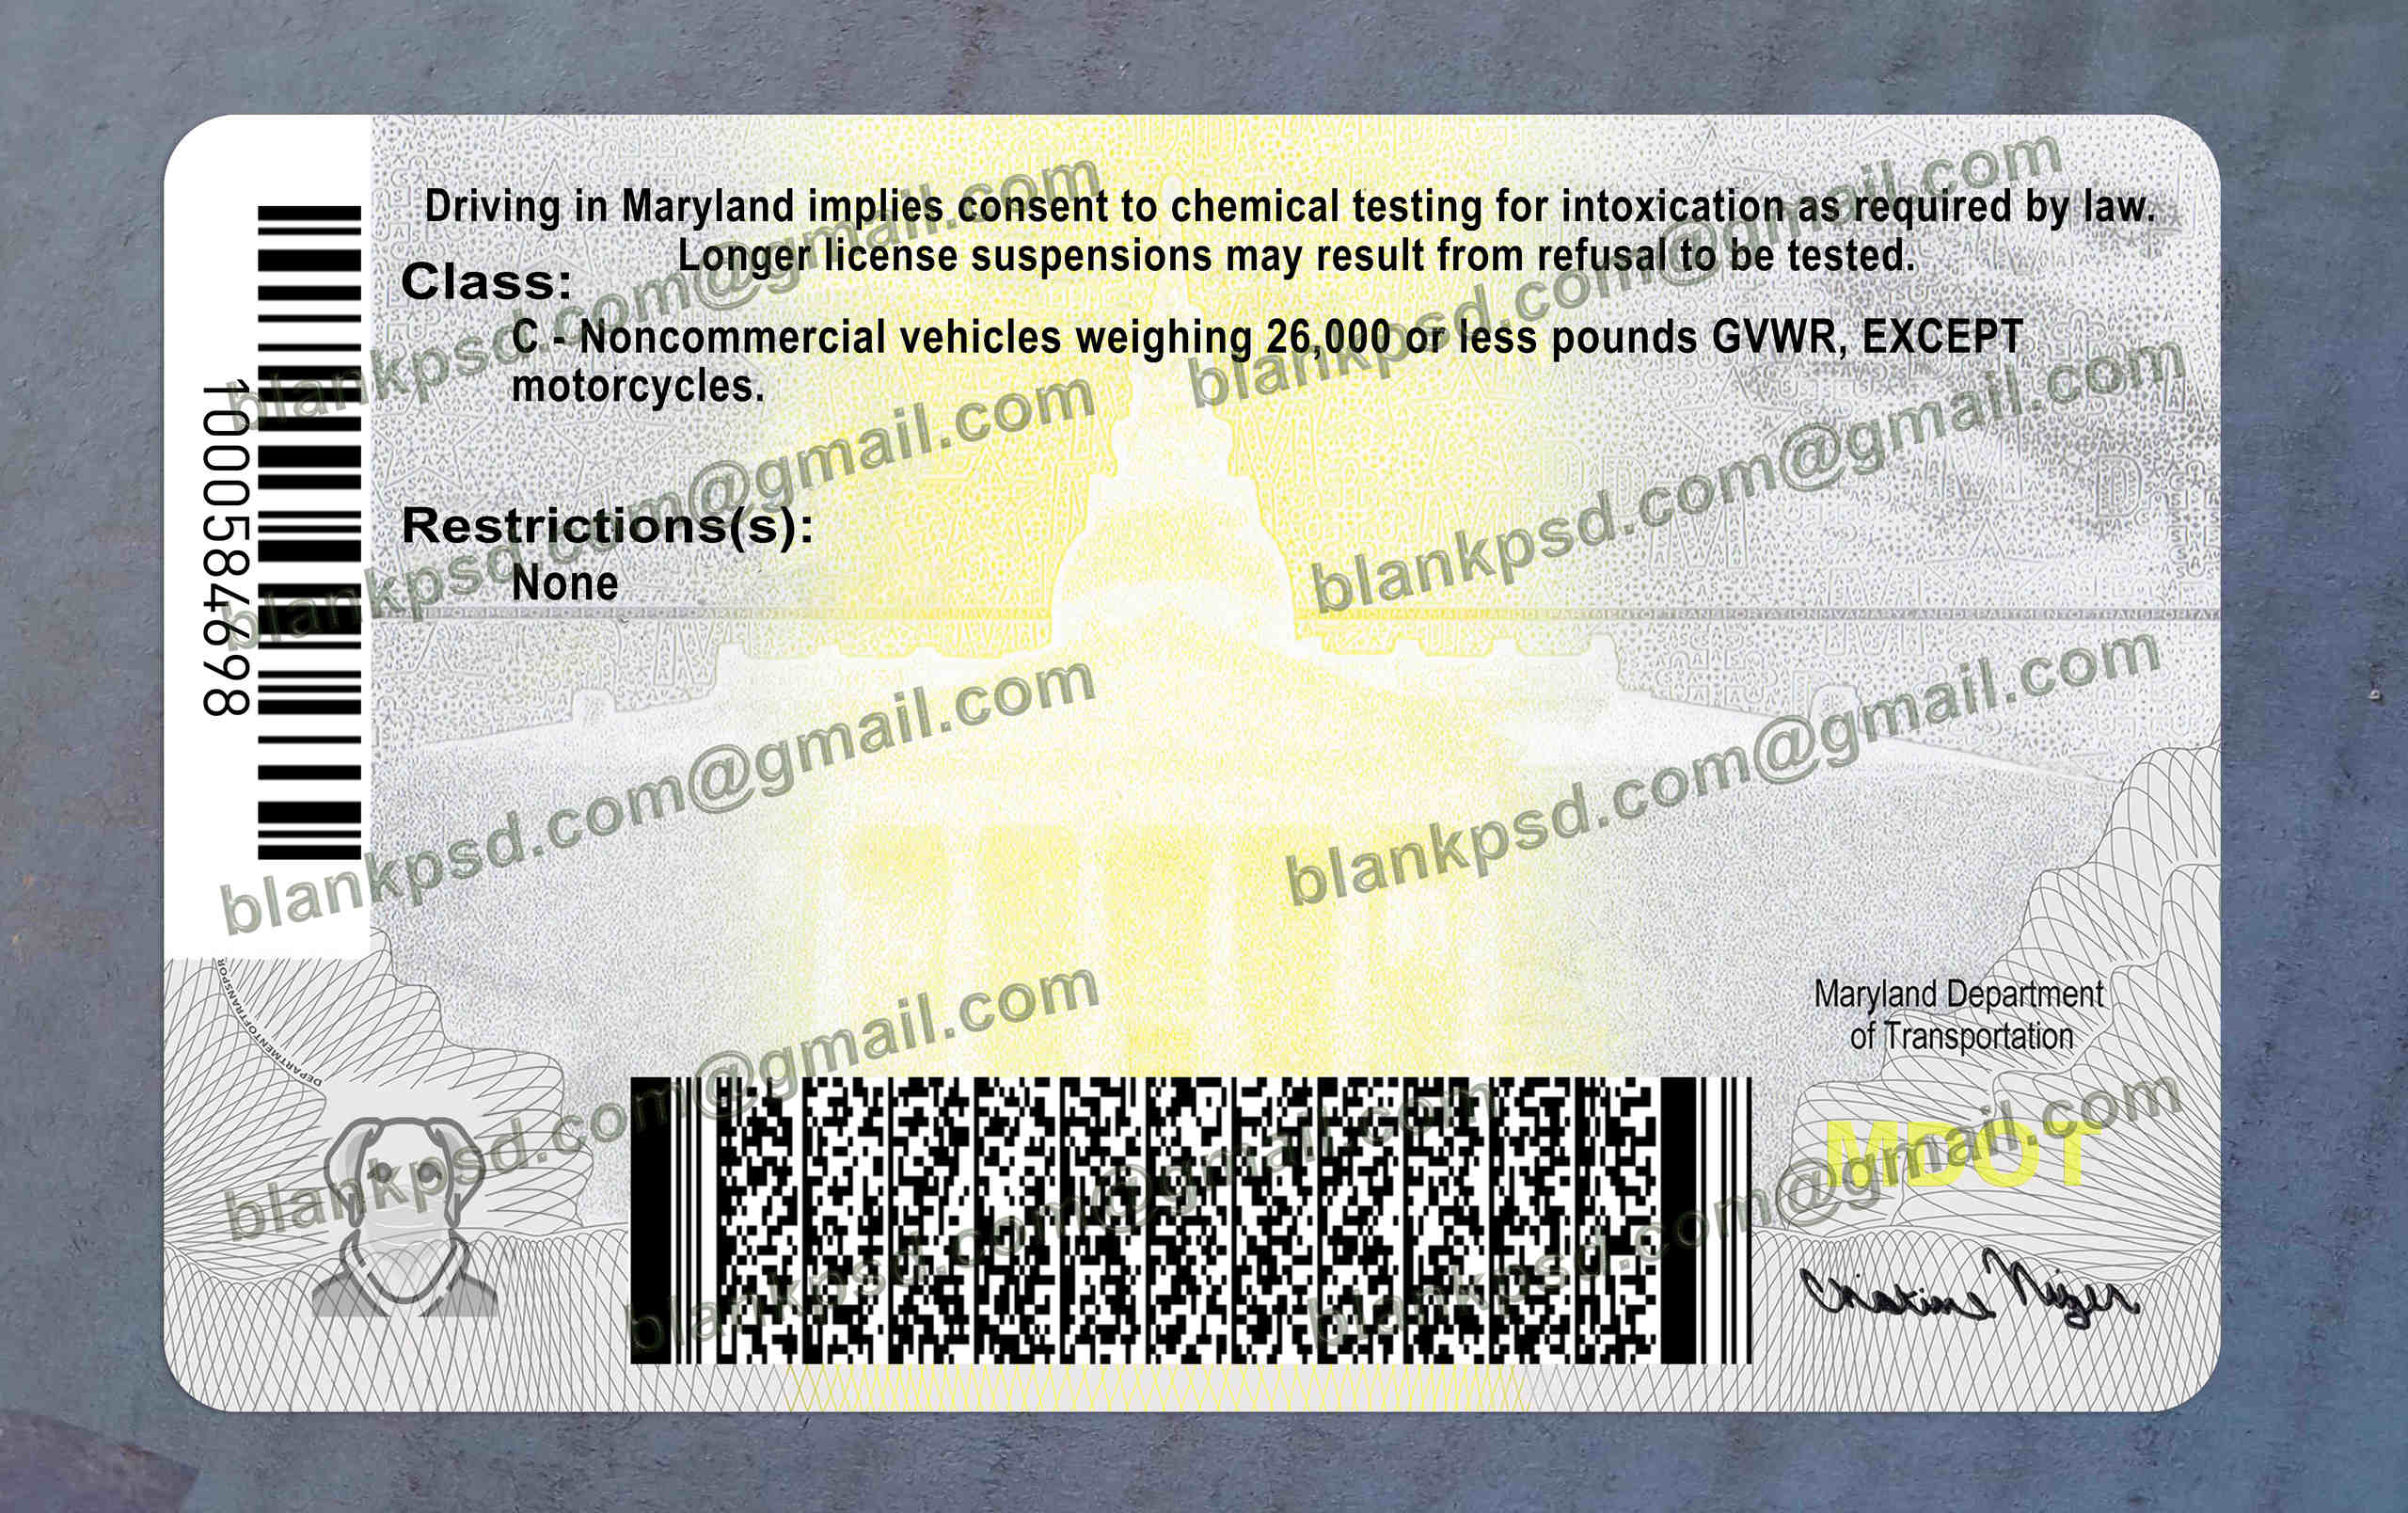 Driving in Maryland implies consent to chemical testing for intoxication as required by law.
Longer license suspensions may result from refusal to be tested.
Class:
C - Noncommercial vehicles weighing 26,000 or less pounds GVWR, EXCEPT
motorcycles.
Restrictions(s):
None
1000584698
Maryland Department
of Transportation
MDOT
Christine Nizer
DEPARTMENTOFTRANSPOR
blankpsd.com@gmail.com
blankpsd.com@gmail.com
blankpsd.com@gmail.com
blankpsd.com@gmail.com
blankpsd.com@gmail.com
blankpsd.com@gmail.com
blankpsd.com@gmail.com
blankpsd.com@gmail.com
blankpsd.com@gmail.com